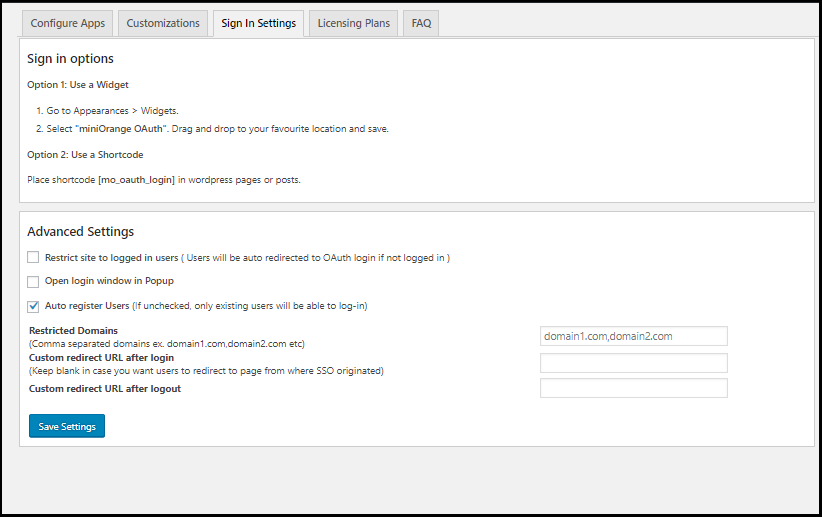 Configure Apps Customizations Sign In Settings Licensing Plans FAQ
Sign in options
Option 1: Use a Widget
1. Go to Appearances > Widgets.
2. Select "miniOrange OAuth". Drag and drop to your favourite location and save.
Option 2: Use a Shortcode
Place shortcode [mo_oauth_login] in wordpress pages or posts.
Advanced Settings
Restrict site to logged in users ( Users will be auto redirected to OAuth login if not logged in )
Open login window in Popup
Auto register Users (If unchecked, only existing users will be able to log-in)
Restricted Domains
(Comma separated domains ex. domain1.com,domain2.com etc)
domain1.com,domain2.com
Custom redirect URL after login
(Keep blank in case you want users to redirect to page from where SSO originated)
Custom redirect URL after logout
Save Settings